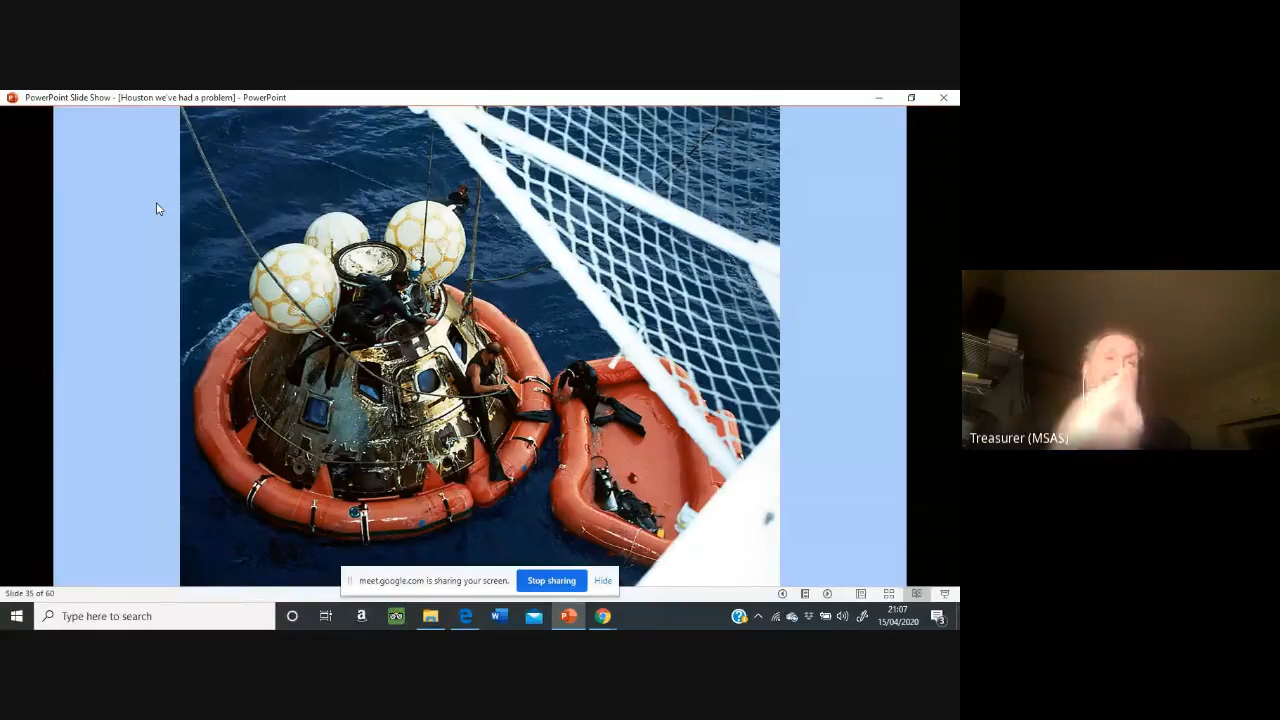 PowerPoint Slide Show - [Houston we've had a problem] - PowerPoint
Treasurer (MSAS)
meet.google.com is sharing your screen.
Stop sharing
Hide
Slide 35 of 60
Type here to search
21:07
15/04/2020
3